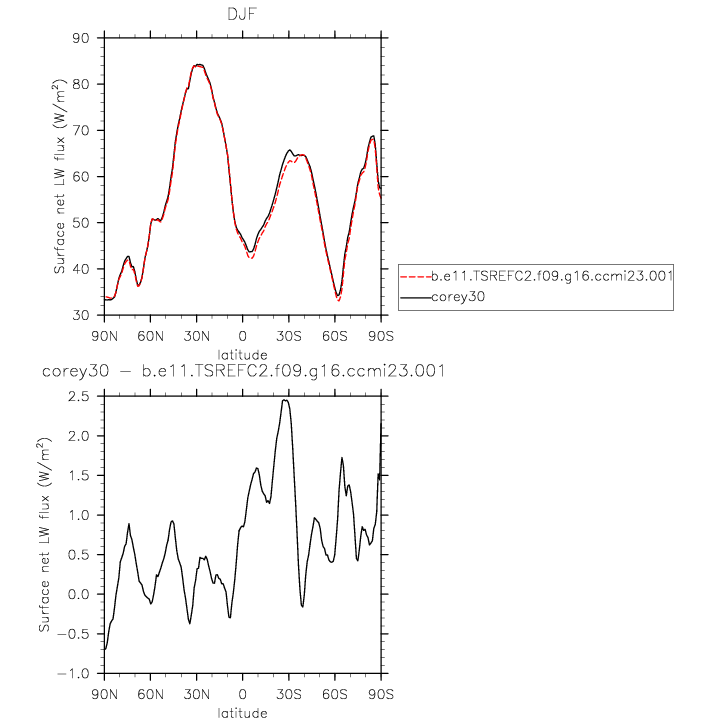 DJF
90
80
70
60
50
40
30
Surface net LW flux (W/m²)
90N 60N 30N 0 30S 60S 90S
latitude
b.e11.TSREFC2.f09.g16.ccmi23.001
corey30
corey30 − b.e11.TSREFC2.f09.g16.ccmi23.001
2.5
2.0
1.5
1.0
0.5
0.0
−0.5
−1.0
Surface net LW flux (W/m²)
90N 60N 30N 0 30S 60S 90S
latitude